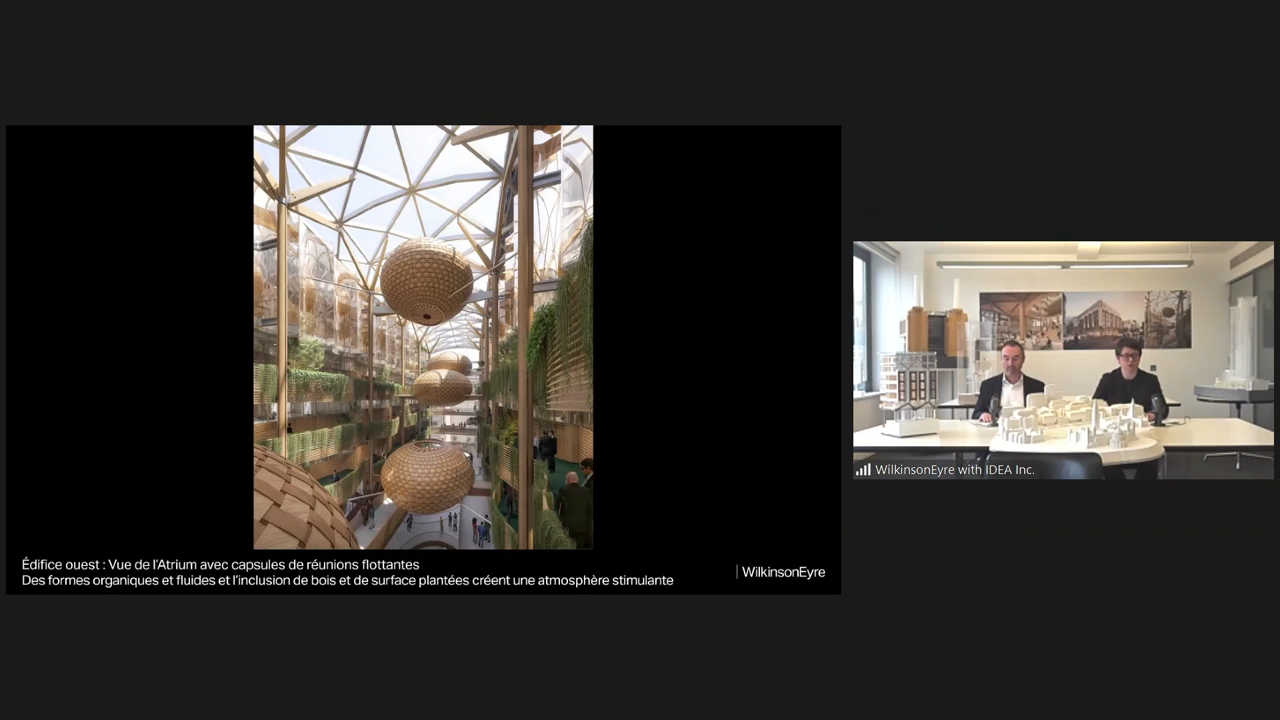 Édifice ouest : Vue de l'Atrium avec capsules de réunions flottantes
Des formes organiques et fluides et l'inclusion de bois et de surface plantées créent une atmosphère stimulante
WilkinsonEyre
WilkinsonEyre with IDEA Inc.